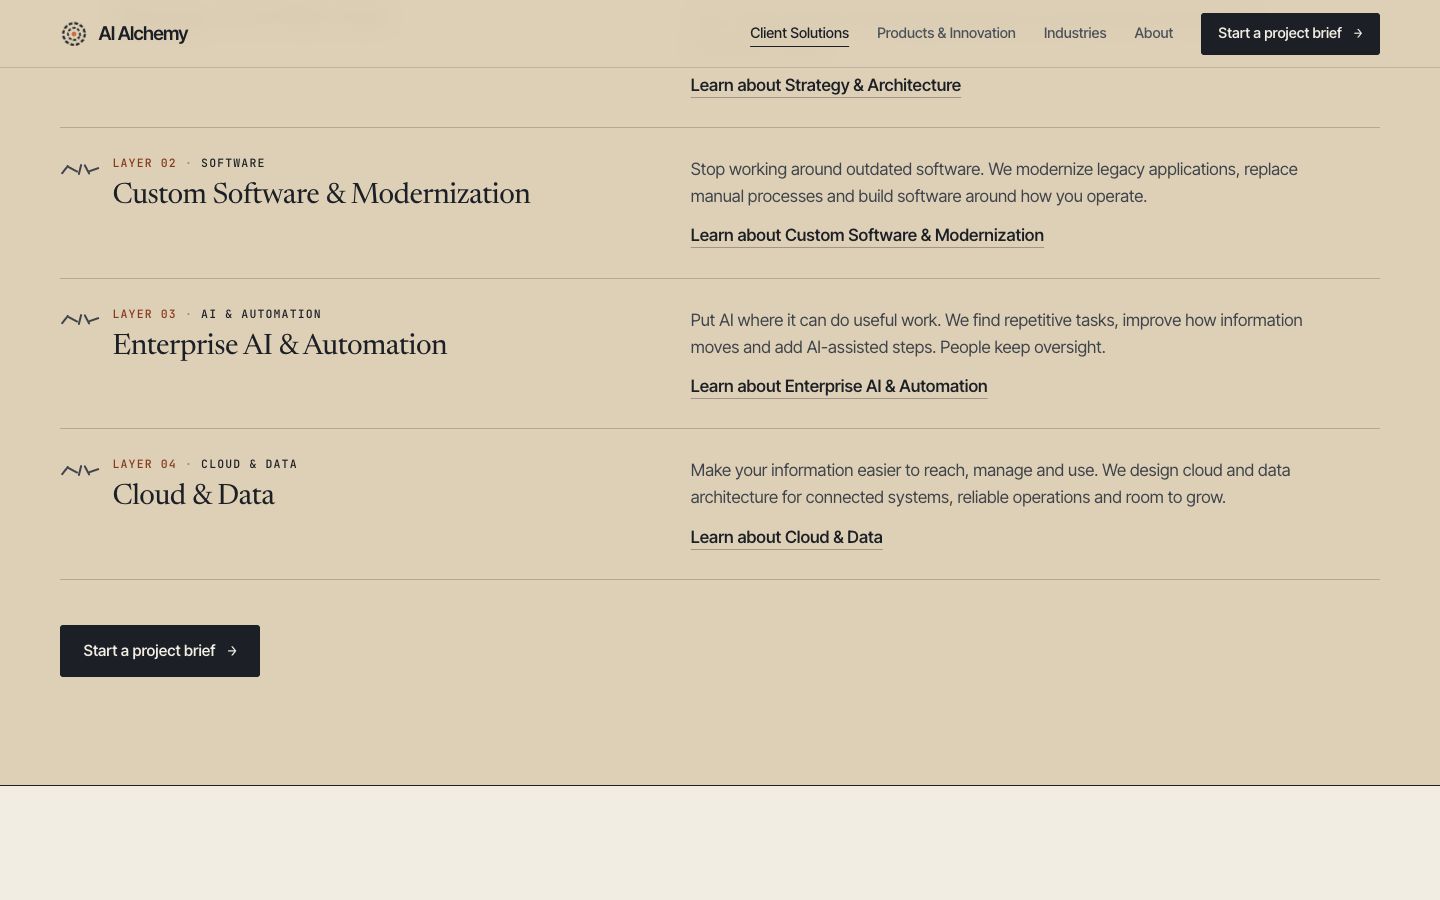 AI Alchemy
Client Solutions
Products & Innovation
Industries
About
Start a project brief →
Learn about Strategy & Architecture
LAYER 02 · SOFTWARE
Custom Software & Modernization
Stop working around outdated software. We modernize legacy applications, replace
manual processes and build software around how you operate.
Learn about Custom Software & Modernization
LAYER 03 · AI & AUTOMATION
Enterprise AI & Automation
Put AI where it can do useful work. We find repetitive tasks, improve how information
moves and add AI-assisted steps. People keep oversight.
Learn about Enterprise AI & Automation
LAYER 04 · CLOUD & DATA
Cloud & Data
Make your information easier to reach, manage and use. We design cloud and data
architecture for connected systems, reliable operations and room to grow.
Learn about Cloud & Data
Start a project brief →